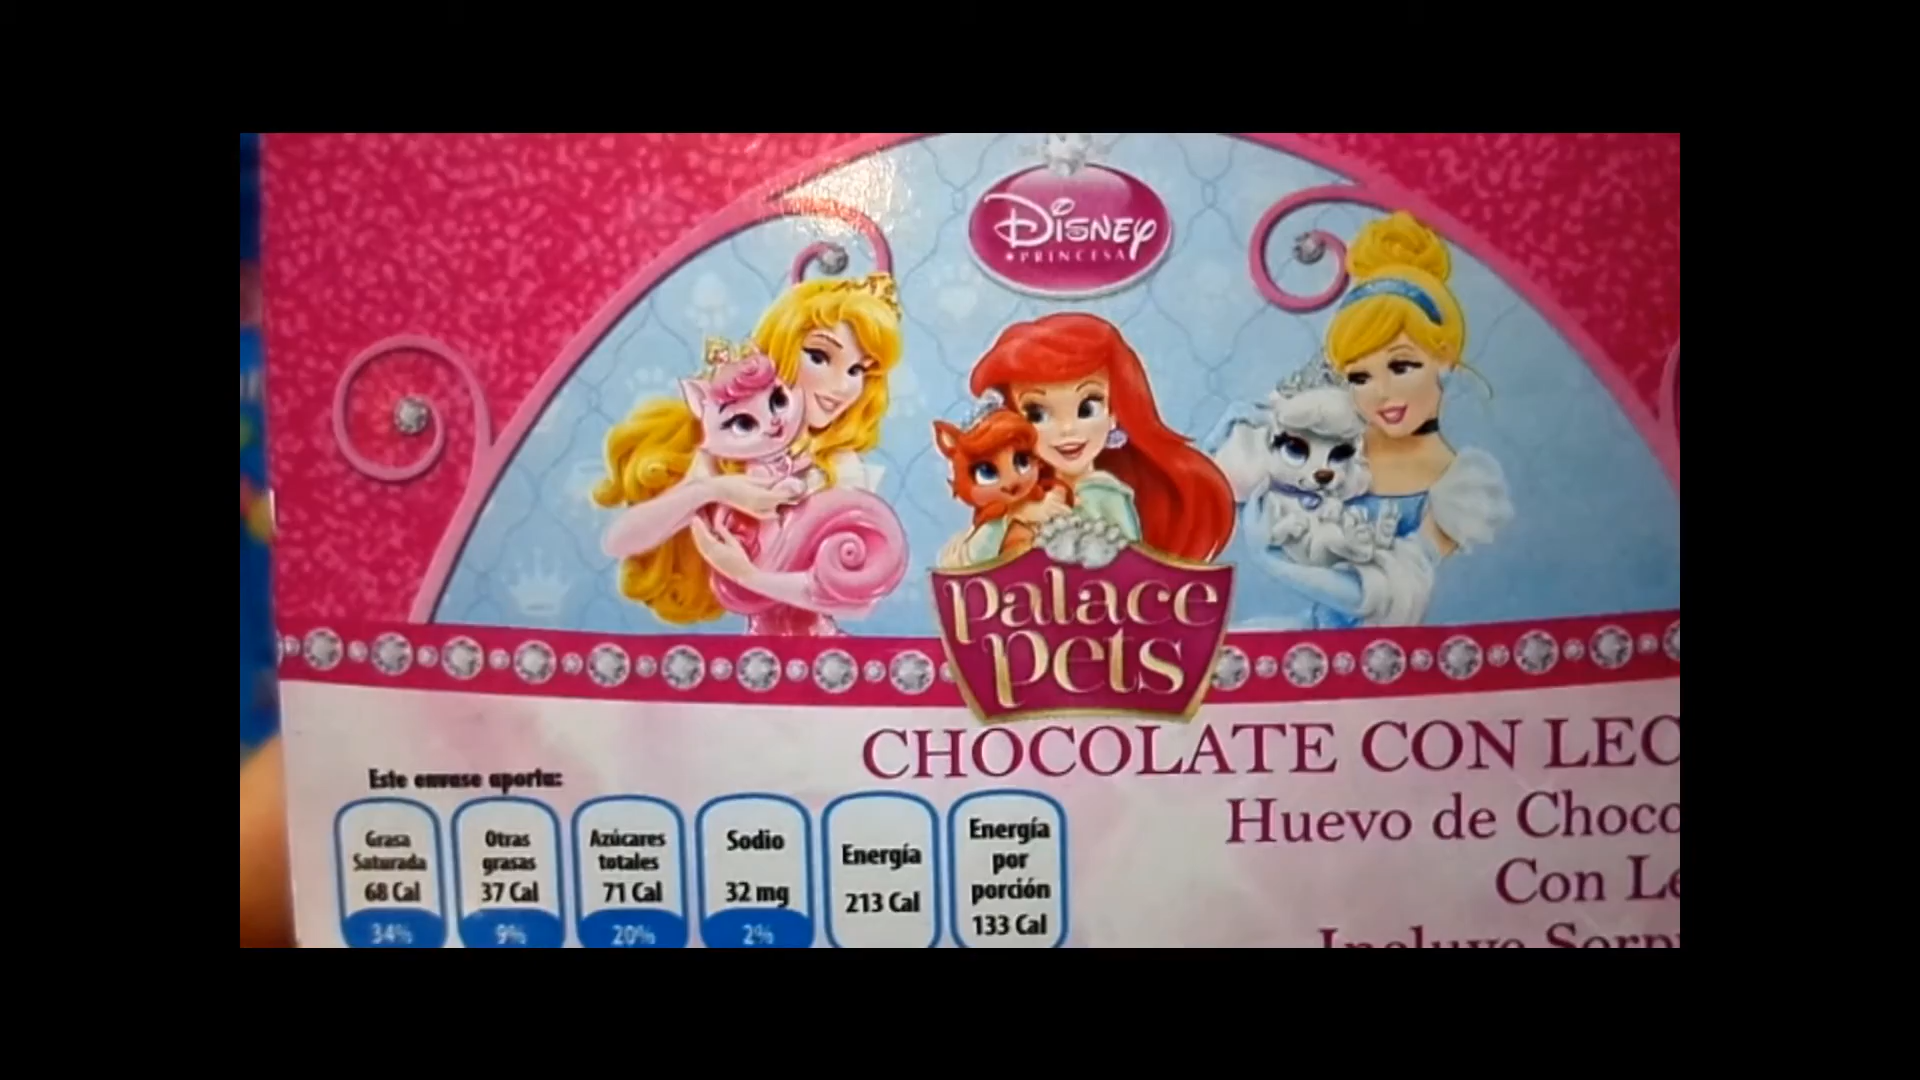 Disney
PRINCESA
Palace
Pets
CHOCOLATE CON LEC
Huevo de Choco
Con Le
Incluye Sorp
Este envase aporta:
Grasa
Saturada
68 Cal
34%
Otras
grasas
37 Cal
9%
Azúcares
totales
71 Cal
20%
Sodio
32 mg
2%
Energía
213 Cal
Energía
por
porción
133 Cal